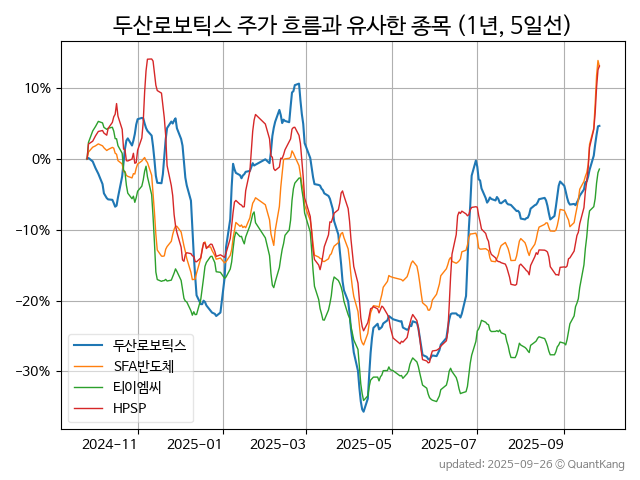 두산로보틱스 주가 흐름과 유사한 종목 (1년, 5일선)
10%
0%
−10%
−20%
−30%
두산로보틱스
SFA반도체
티이엠씨
HPSP
2024-11
2025-01
2025-03
2025-05
2025-07
2025-09
updated: 2025-09-26 © QuantKang